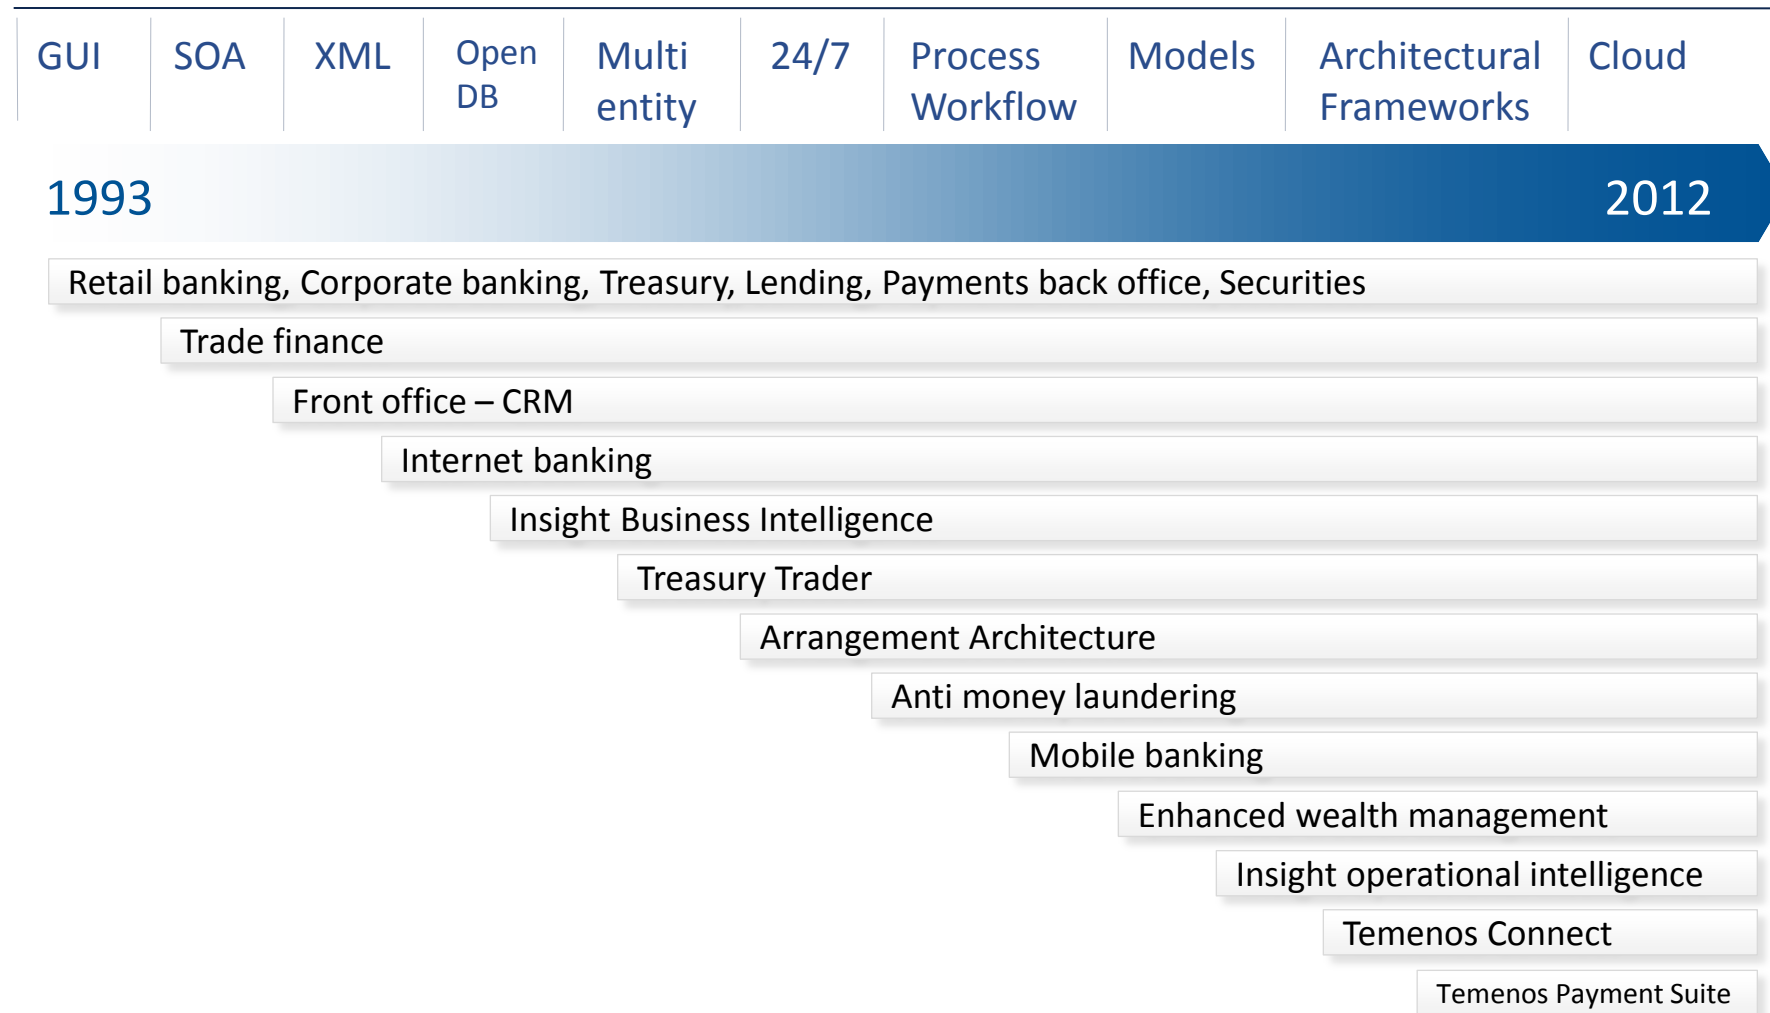 GUI SOA XML Open DB Multi entity 24/7 Process Workflow Models Architectural Frameworks Cloud
1993 2012
Retail banking, Corporate banking, Treasury, Lending, Payments back office, Securities
Trade finance
Front office – CRM
Internet banking
Insight Business Intelligence
Treasury Trader
Arrangement Architecture
Anti money laundering
Mobile banking
Enhanced wealth management
Insight operational intelligence
Temenos Connect
Temenos Payment Suite